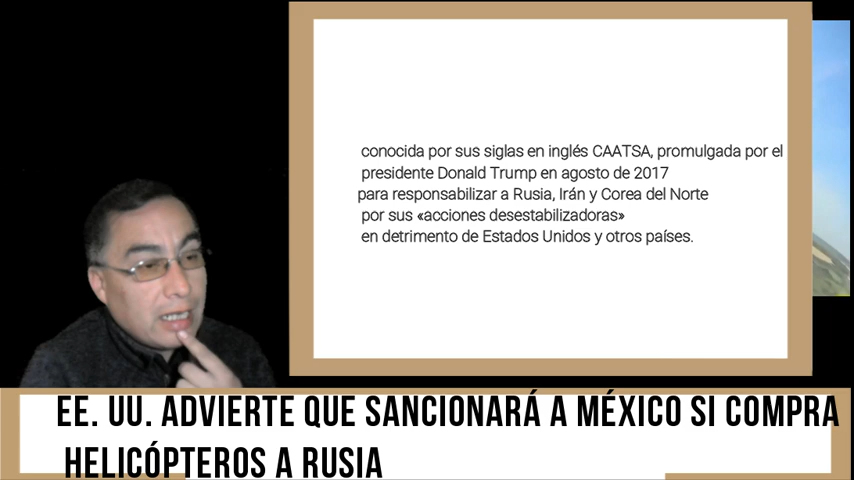 conocida por sus siglas en inglés CAATSA, promulgada por el
presidente Donald Trump en agosto de 2017
para responsabilizar a Rusia, Irán y Corea del Norte
por sus «acciones desestabilizadoras»
en detrimento de Estados Unidos y otros países.
EE. UU. ADVIERTE QUE SANCIONARÁ A MÉXICO SI COMPRA
HELICÓPTEROS A RUSIA